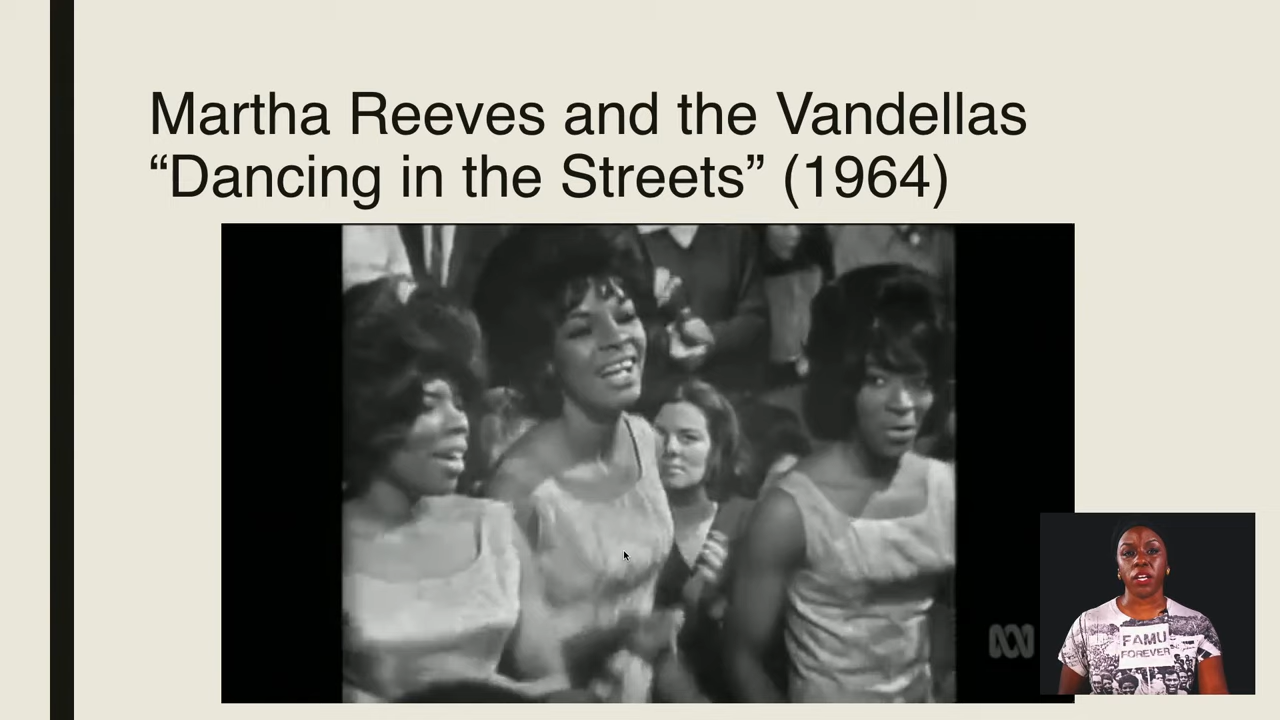 Martha Reeves and the Vandellas
“Dancing in the Streets” (1964)
FAMU
FOREVER